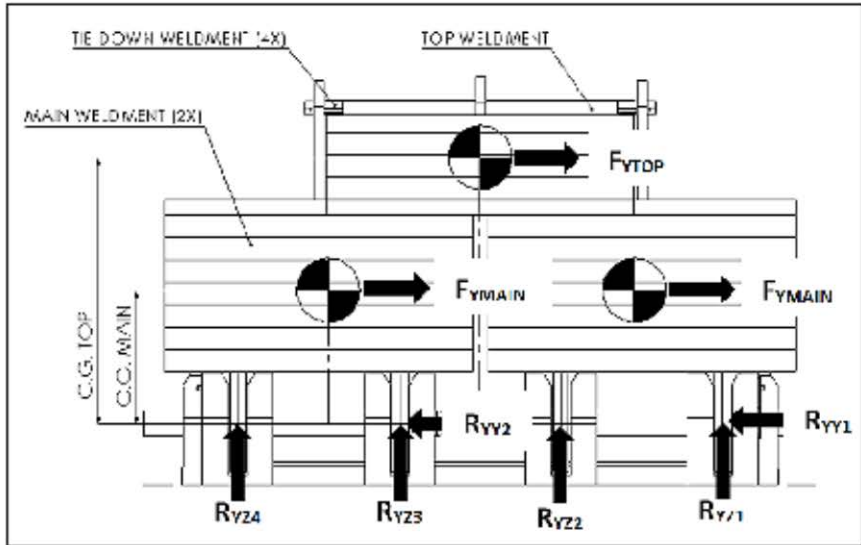 TIE DOWN WELDMENT (4X)
TOP WELDMENT
MAIN WELDMENT (2X)
FYTOP
FYMAIN
FYMAIN
C.G. TOP
C.G. MAIN
RYY2
RYY1
RYZ4
RYZ3
RYZ2
RYZ1